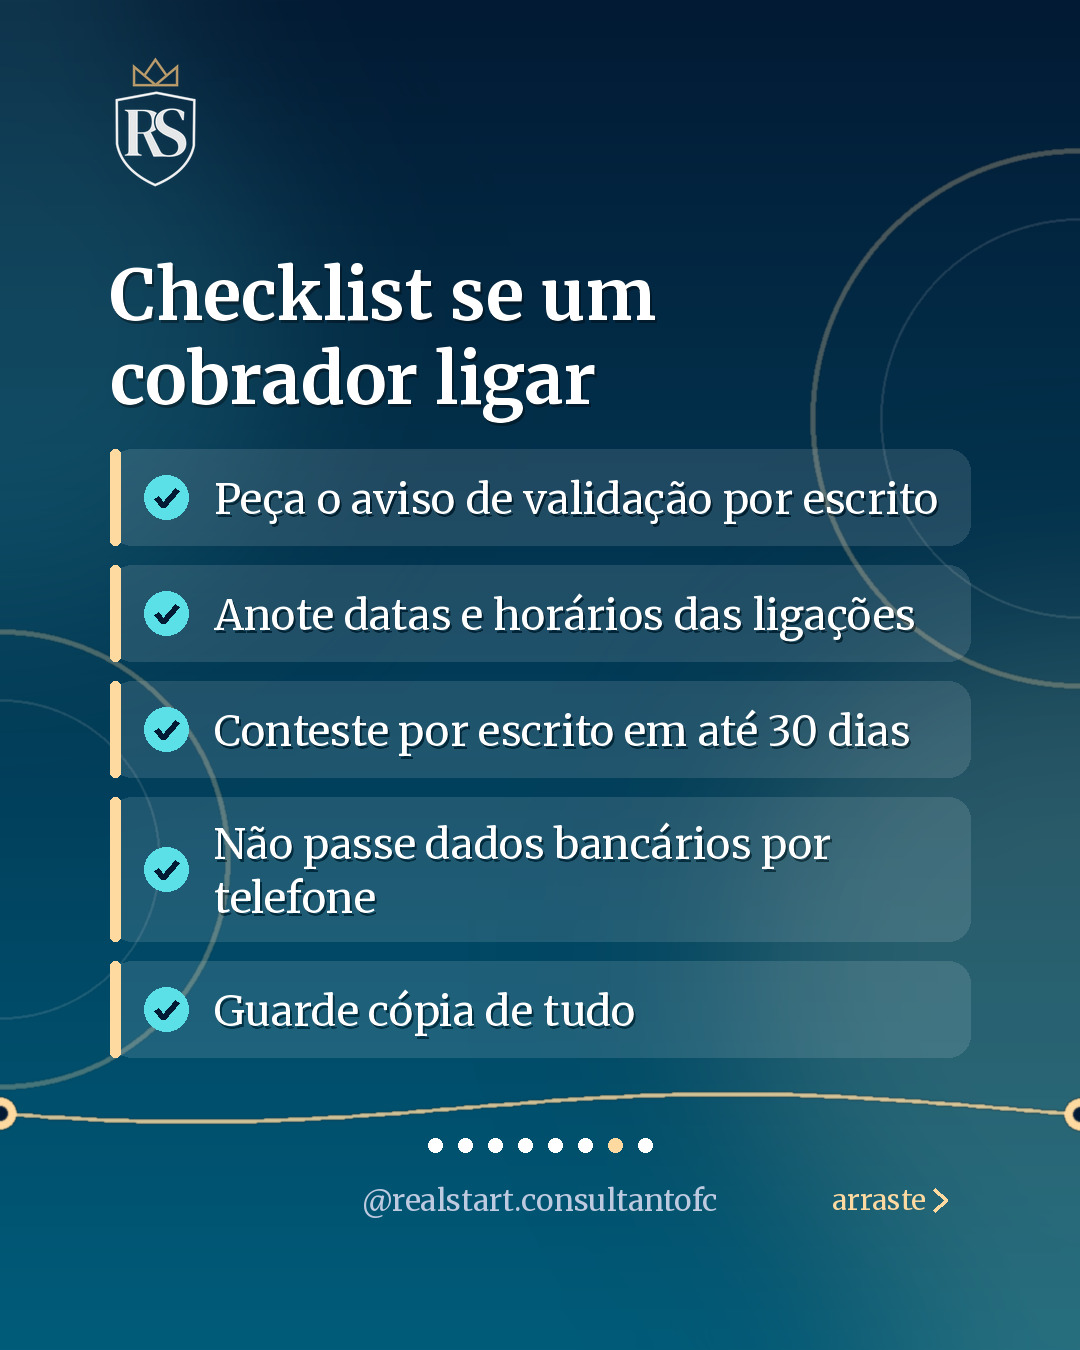 RS
Checklist se um
cobrador ligar
Peça o aviso de validação por escrito
Anote datas e horários das ligações
Conteste por escrito em até 30 dias
Não passe dados bancários por
telefone
Guarde cópia de tudo
@realstart.consultantofc
arraste